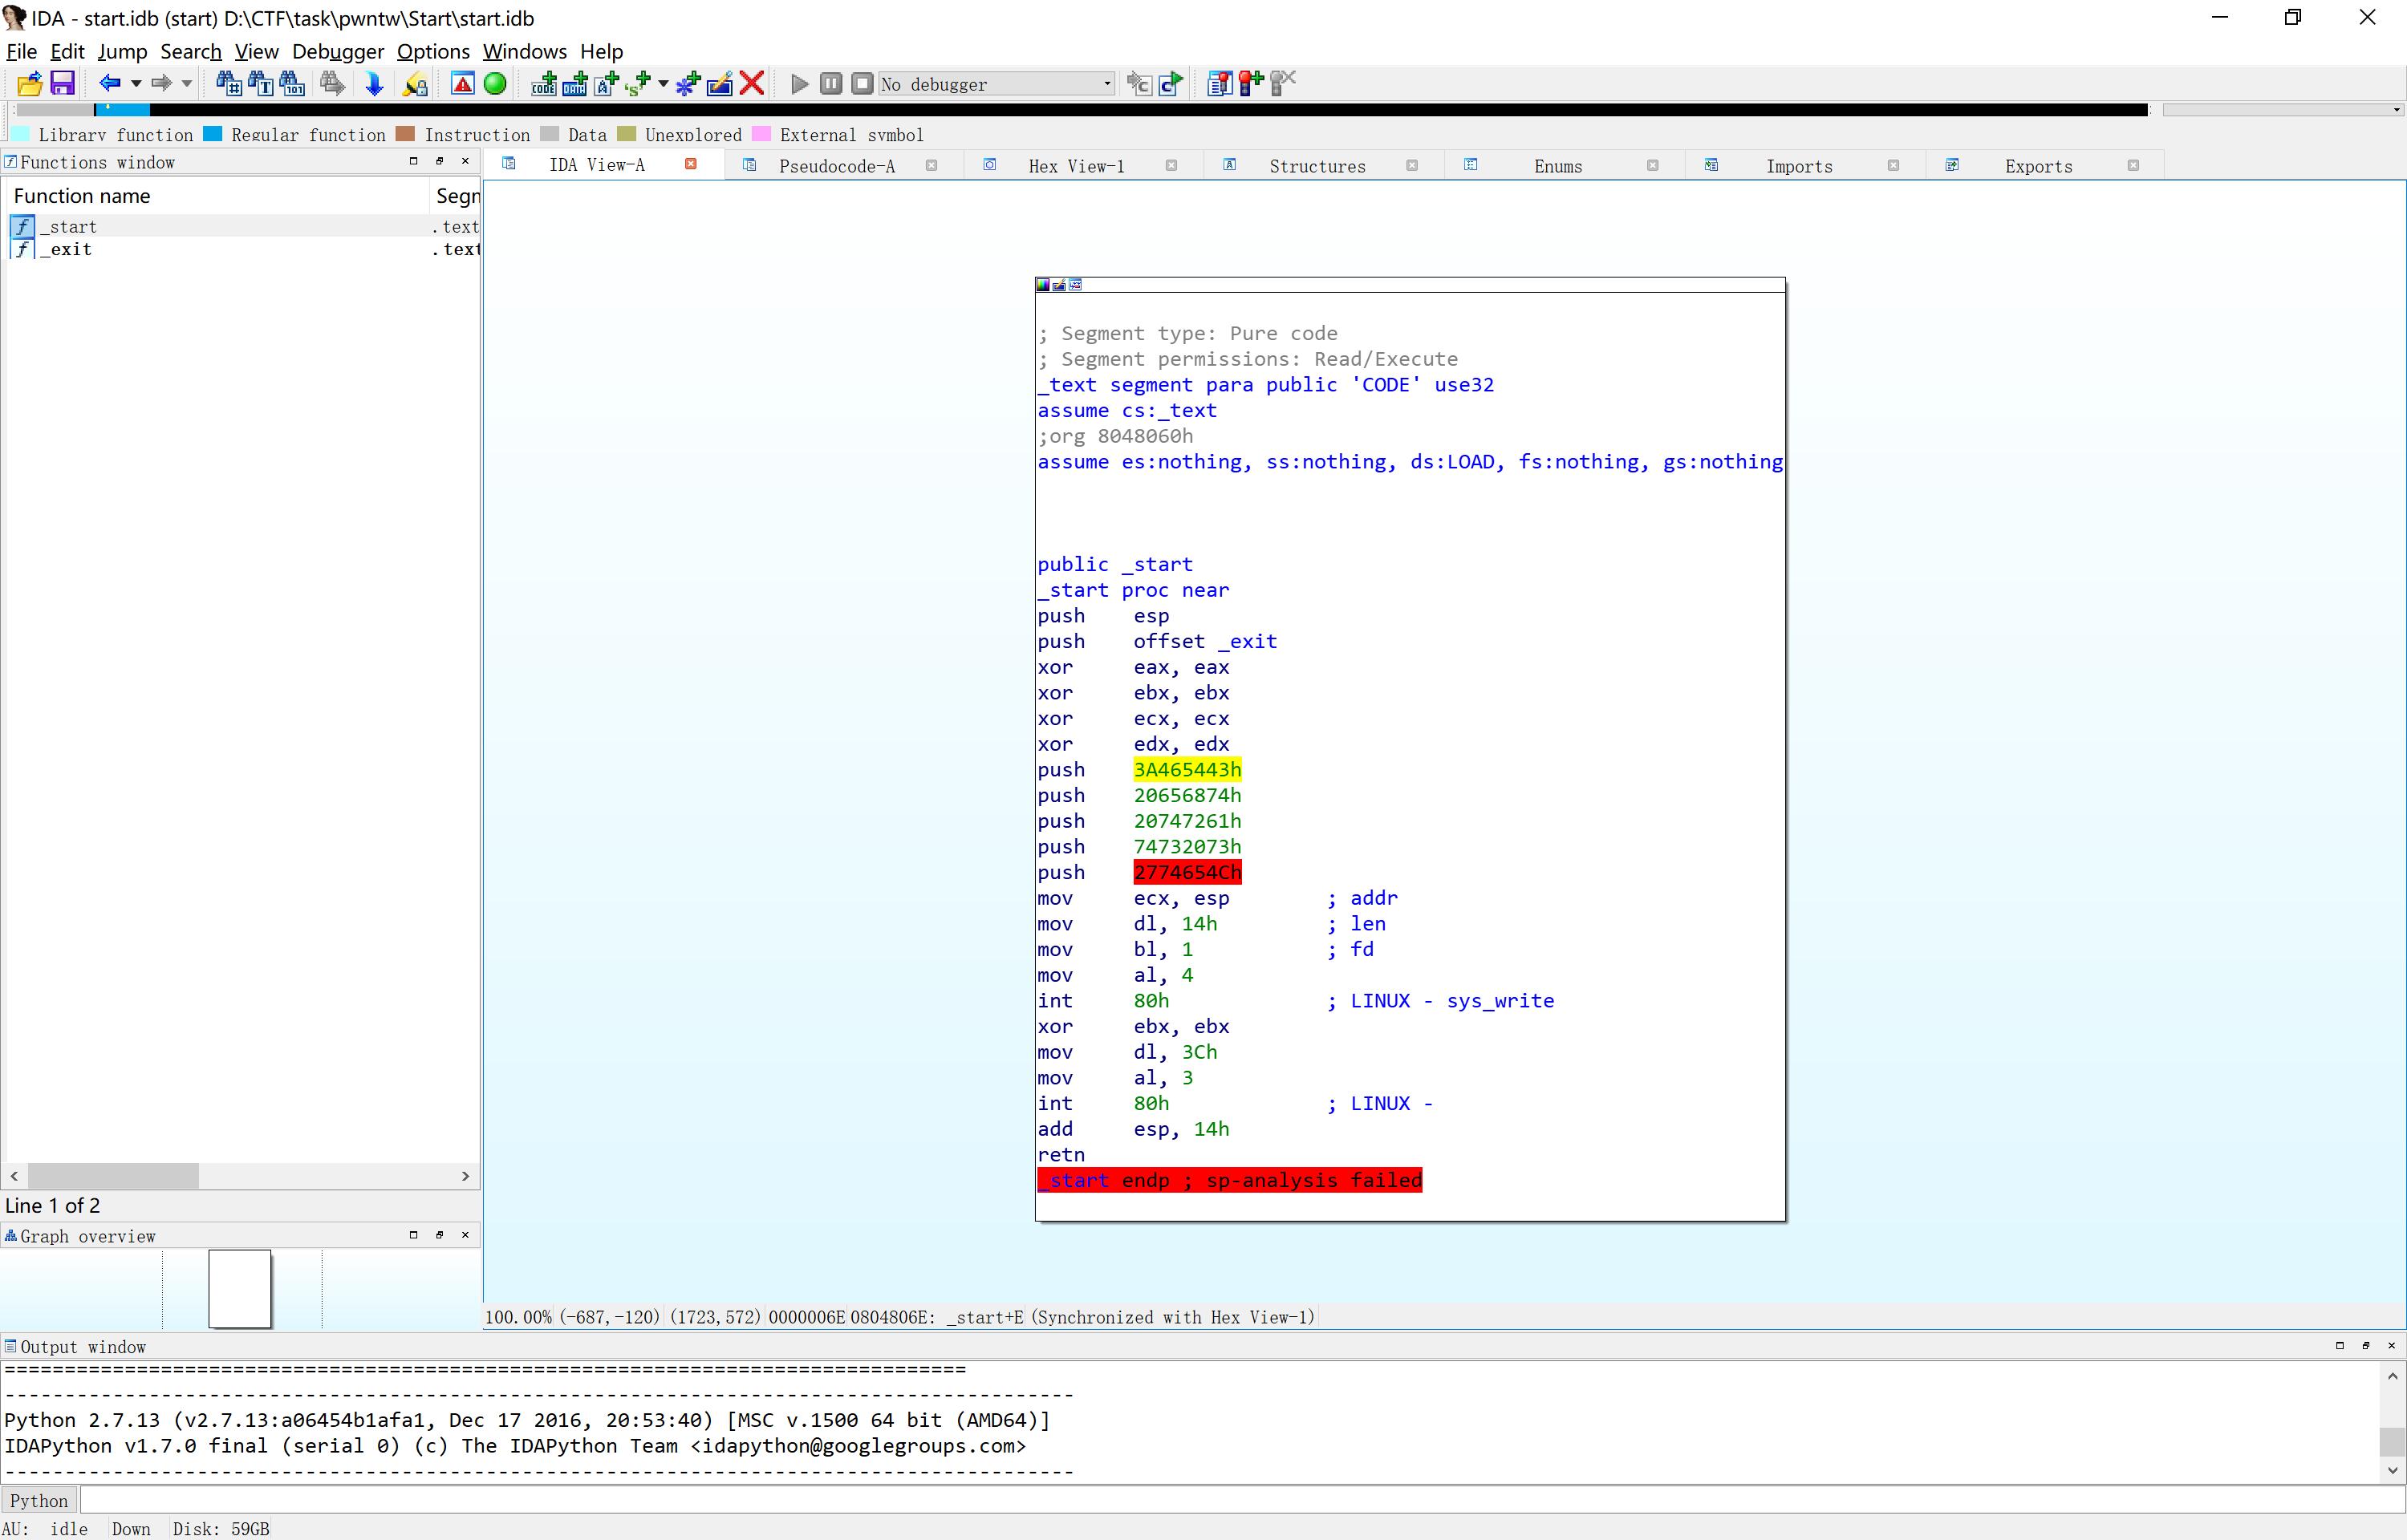 IDA - start.idb (start) D:\CTF\task\pwntw\Start\start.idb
File Edit Jump Search View Debugger Options Windows Help
No debugger
Library function Regular function Instruction Data Unexplored External symbol
Functions window
IDA View-A Pseudocode-A Hex View-1 Structures Enums Imports Exports
Function name Segn
f _start .text
f _exit .text
; Segment type: Pure code
; Segment permissions: Read/Execute
_text segment para public 'CODE' use32
assume cs:_text
;org 8048060h
assume es:nothing, ss:nothing, ds:LOAD, fs:nothing, gs:nothing
public _start
_start proc near
push esp
push offset _exit
xor eax, eax
xor ebx, ebx
xor ecx, ecx
xor edx, edx
push 3A465443h
push 20656874h
push 20747261h
push 74732073h
push 2774654Ch
mov ecx, esp ; addr
mov dl, 14h ; len
mov bl, 1 ; fd
mov al, 4
int 80h ; LINUX - sys_write
xor ebx, ebx
mov dl, 3Ch
mov al, 3
int 80h ; LINUX -
add esp, 14h
retn
_start endp ; sp-analysis failed
Line 1 of 2
Graph overview
100.00% (-687,-120) (1723,572) 0000006E 0804806E: _start+E (Synchronized with Hex View-1)
Output window
================================================================================
-----------------------------------------------------------------------------------------
Python 2.7.13 (v2.7.13:a06454b1afa1, Dec 17 2016, 20:53:40) [MSC v.1500 64 bit (AMD64)]
IDAPython v1.7.0 final (serial 0) (c) The IDAPython Team <idapython@googlegroups.com>
-----------------------------------------------------------------------------------------
Python
AU: idle Down Disk: 59GB